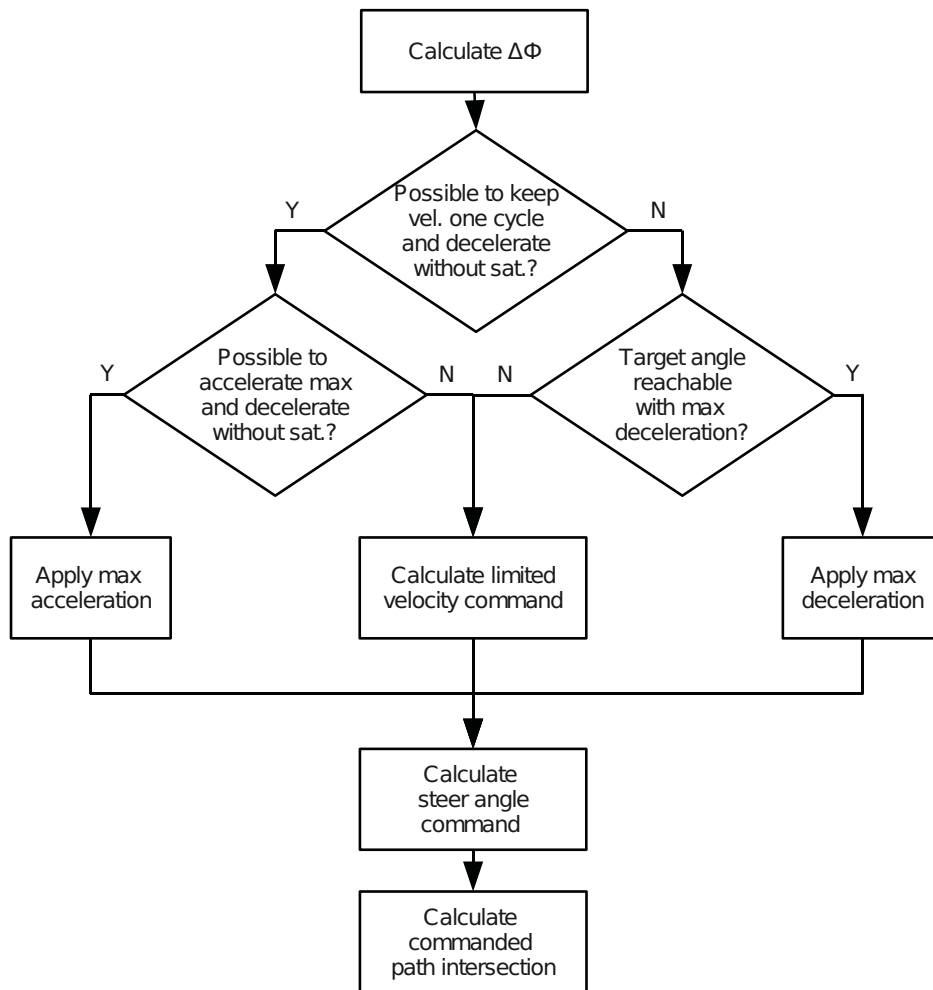 Calculate ΔΦ
Possible to keep
vel. one cycle
and decelerate
without sat.?
Y
N
Possible to
accelerate max
and decelerate
without sat.?
Y
N
Target angle
reachable
with max
deceleration?
N
Y
Apply max
acceleration
Calculate limited
velocity command
Apply max
deceleration
Calculate
steer angle
command
Calculate
commanded
path intersection